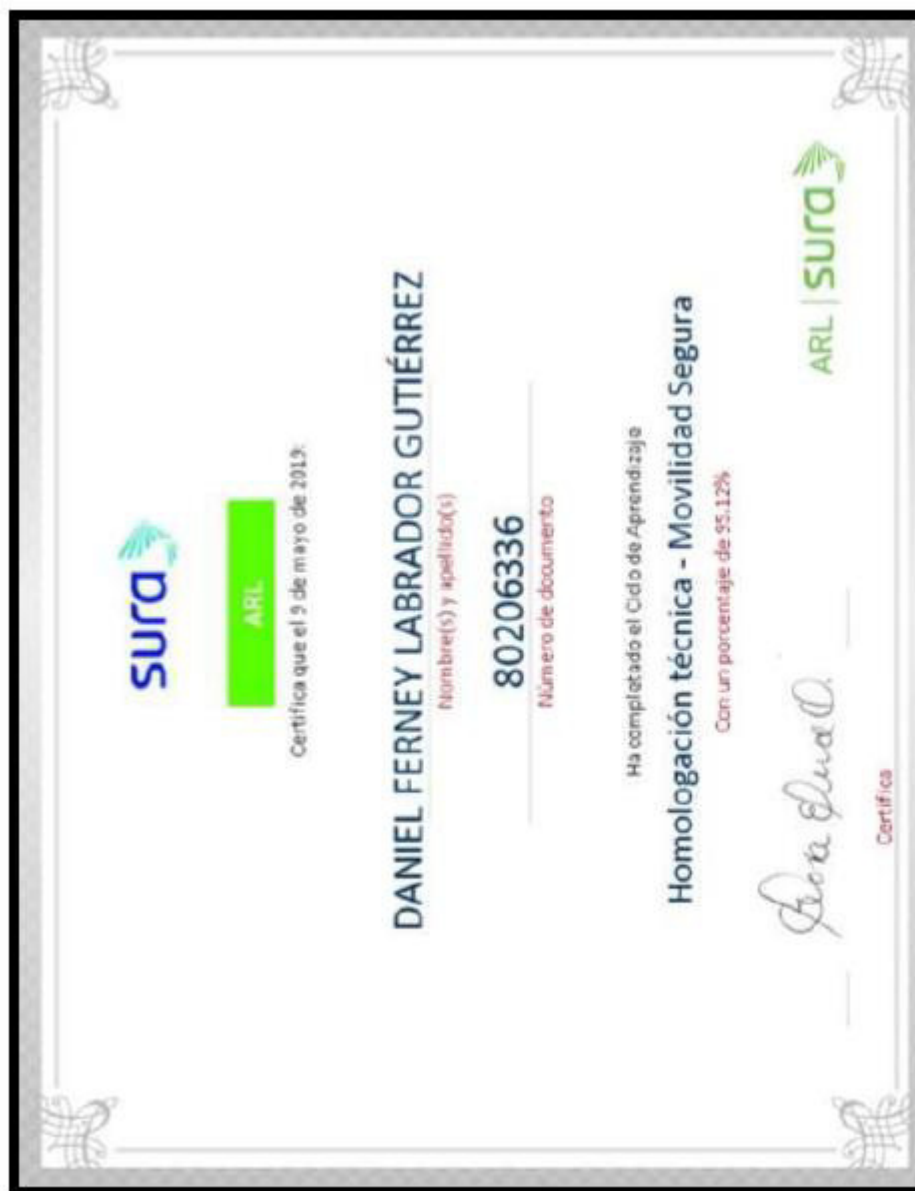 sura
ARL
Certifica que el 9 de mayo de 2019:
DANIEL FERNEY LABRADOR GUTIÉRREZ
Nombre(s) y apellido(s)
80206336
Número de documento
Ha completado el Ciclo de Aprendizaje
Homologación técnica - Movilidad Segura
Con un porcentaje de 95.12%
Certifica
ARL | sura